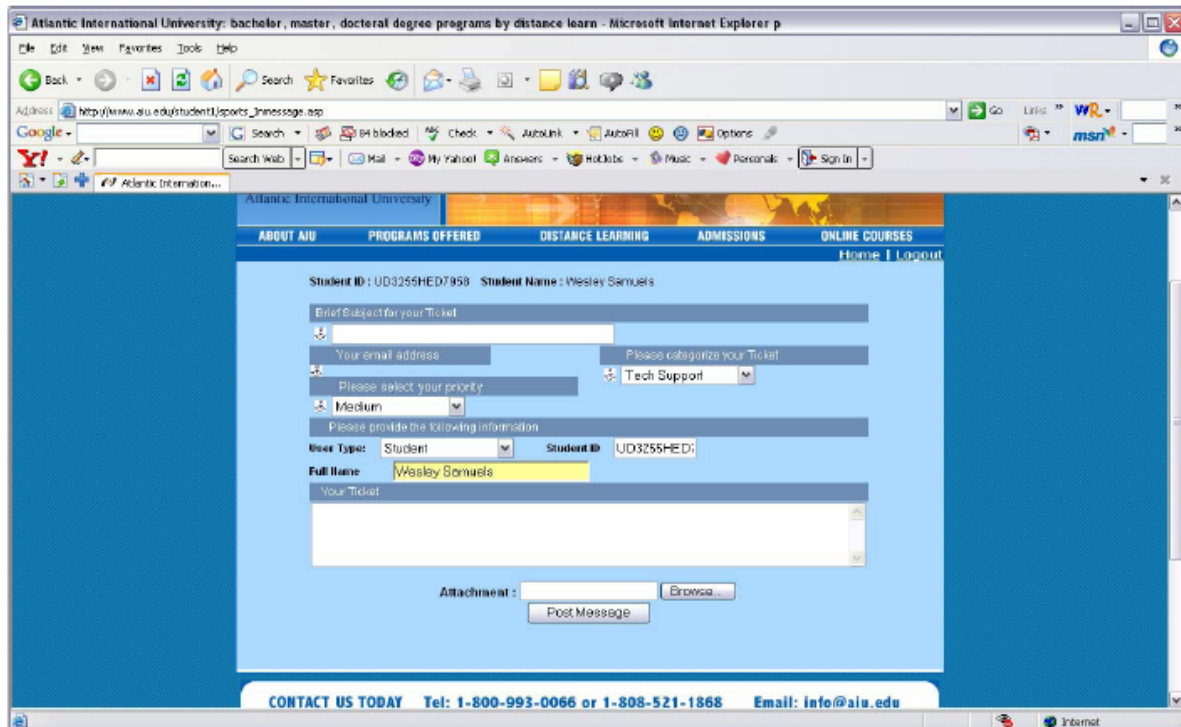 Atlantic International University: bachelor, master, doctoral degree programs by distance learn - Microsoft Internet Explorer p
File Edit View Favorites Tools Help
Back Search Favorites
Address http://www.aiu.edu/student1/sports_Inmessage.asp Go Links
Google Search 84 blocked Check AutoLink AutoFill Options msn
Y! Search Web Mail My Yahoo! Answers HotJobs Music Personals Sign In
Atlantic Internation...
Atlantic International University
ABOUT AIU PROGRAMS OFFERED DISTANCE LEARNING ADMISSIONS ONLINE COURSES
Home | Logout
Student ID : UD3255HED7958 Student Name : Wesley Samuels
Brief Subject for your Ticket
Your email address Please categorize your Ticket
Tech Support
Please select your priority
Medium
Please provide the following information
User Type: Student Student ID UD3255HED
Full Name Wesley Samuels
Your Ticket
Attachment : Browse...
Post Message
CONTACT US TODAY Tel: 1-800-993-0066 or 1-808-521-1868 Email: info@aiu.edu
Internet